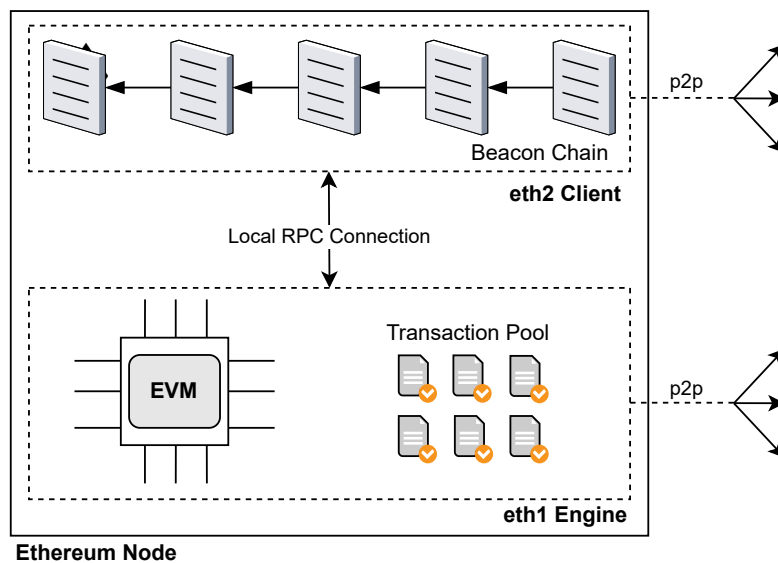 p2p
Beacon Chain
eth2 Client
Local RPC Connection
Transaction Pool
EVM
p2p
eth1 Engine
Ethereum Node